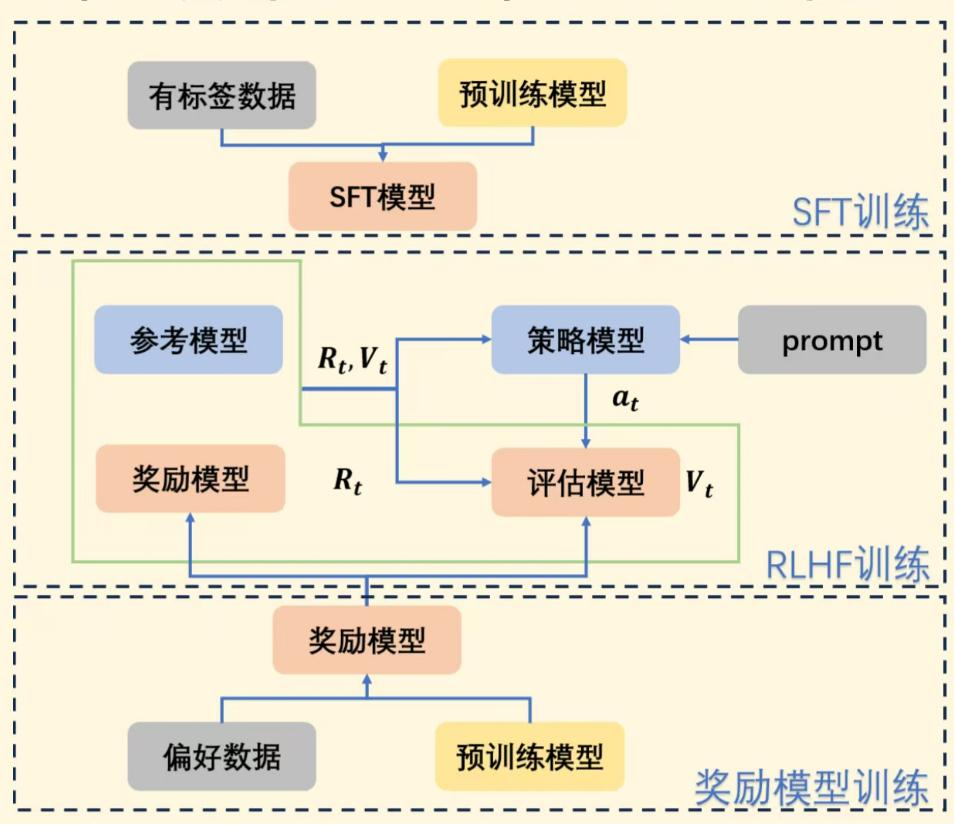 有标签数据
预训练模型
SFT模型
SFT训练
参考模型
策略模型
prompt
R_t, V_t
a_t
奖励模型
R_t
评估模型
V_t
RLHF训练
奖励模型
偏好数据
预训练模型
奖励模型训练